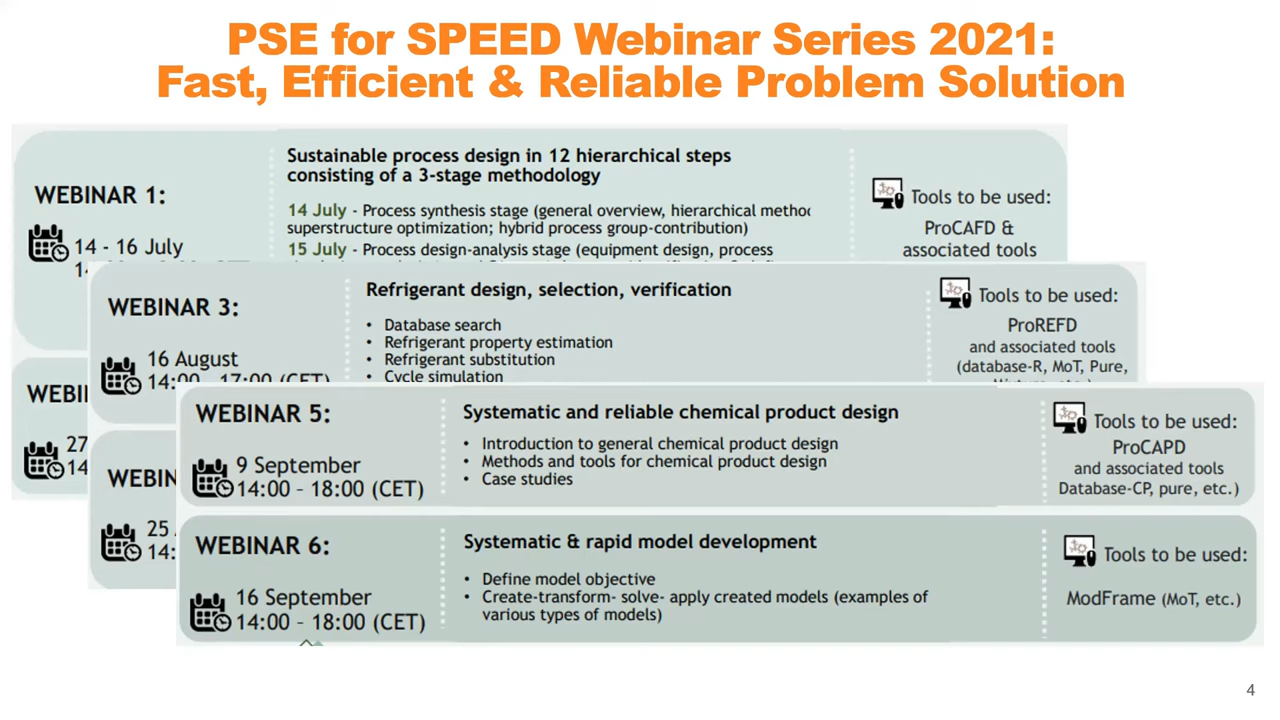 PSE for SPEED Webinar Series 2021:
Fast, Efficient & Reliable Problem Solution
WEBINAR 1:
14 - 16 July
Sustainable process design in 12 hierarchical steps
consisting of a 3-stage methodology
14 July - Process synthesis stage (general overview, hierarchical
superstructure optimization; hybrid process group-contribution)
15 July - Process design-analysis stage (equipment design, process
Tools to be used:
ProCAFD &
associated tools
27
14
WEBINAR 3:
16 August
14:00 - 17:00 (CET)
Refrigerant design, selection, verification
• Database search
• Refrigerant property estimation
• Refrigerant substitution
• Cycle simulation
Tools to be used:
ProREFD
and associated tools
(database-R, MoT, Pure,
25
14:
WEBINAR 5:
9 September
14:00 - 18:00 (CET)
Systematic and reliable chemical product design
• Introduction to general chemical product design
• Methods and tools for chemical product design
• Case studies
Tools to be used:
ProCAPD
and associated tools
Database-CP, pure, etc.)
WEBINAR 6:
16 September
14:00 - 18:00 (CET)
Systematic & rapid model development
• Define model objective
• Create-transform- solve- apply created models (examples of
various types of models)
Tools to be used:
ModFrame (MoT, etc.)
4